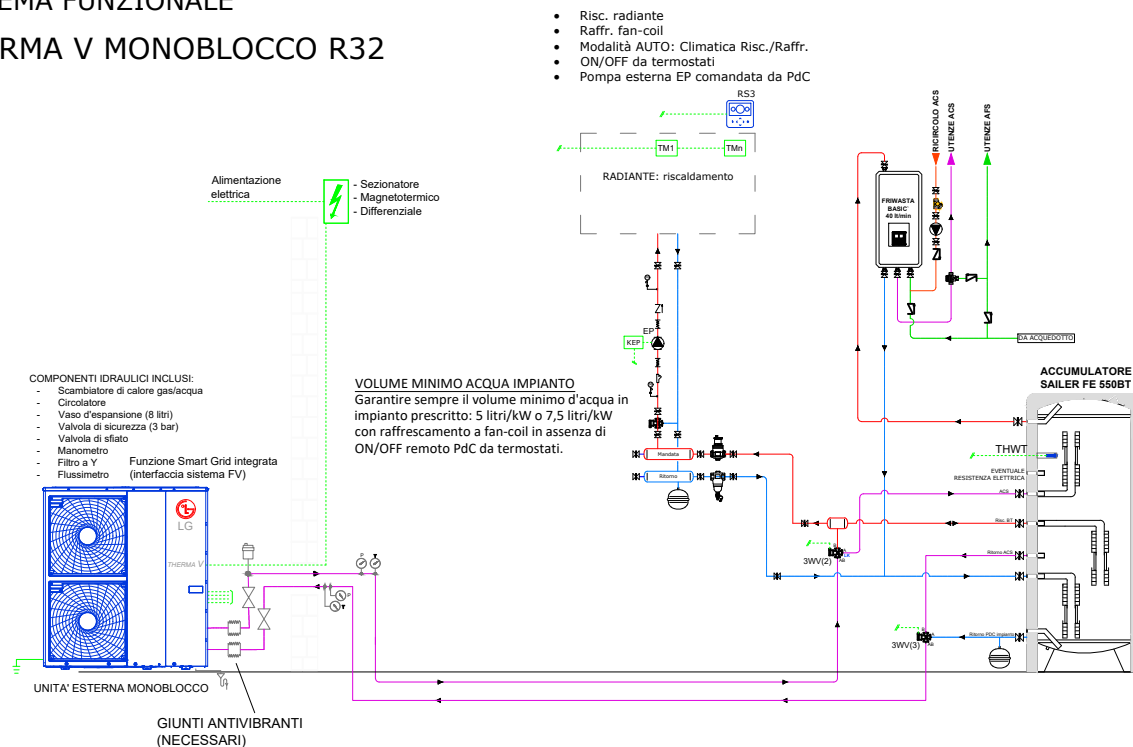 EMA FUNZIONALE
RMA V MONOBLOCCO R32
• Risc. radiante
• Raffr. fan-coil
• Modalità AUTO: Climatica Risc./Raffr.
• ON/OFF da termostati
• Pompa esterna EP comandata da PdC
RS3
TM1
TMn
RADIANTE: riscaldamento
RICIRCOLO ACS
UTENZE ACS
UTENZE AFS
FRIWASTA
BASIC
40 lt/min
Alimentazione
elettrica
- Sezionatore
- Magnetotermico
- Differenziale
EP
KEP
DA ACQUEDOTTO
ACCUMULATORE
SAILER FE 550BT
COMPONENTI IDRAULICI INCLUSI:
- Scambiatore di calore gas/acqua
- Circolatore
- Vaso d'espansione (8 litri)
- Valvola di sicurezza (3 bar)
- Valvola di sfiato
- Manometro
- Filtro a Y
- Flussimetro
Funzione Smart Grid integrata
(interfaccia sistema FV)
VOLUME MINIMO ACQUA IMPIANTO
Garantire sempre il volume minimo d'acqua in
impianto prescritto: 5 litri/kW o 7,5 litri/kW
con raffrescamento a fan-coil in assenza di
ON/OFF remoto PdC da termostati.
Mandata
Ritorno
THWT
EVENTUALE
RESISTENZA ELETTRICA
ACS
Risc. BT
Ritorno ACS
Ritorno PDC impianto
3WV(2)
B
AB
3WV(3)
A
AB
LG
THERMA V
P
T
P
T
UNITA' ESTERNA MONOBLOCCO
GIUNTI ANTIVIBRANTI
(NECESSARI)